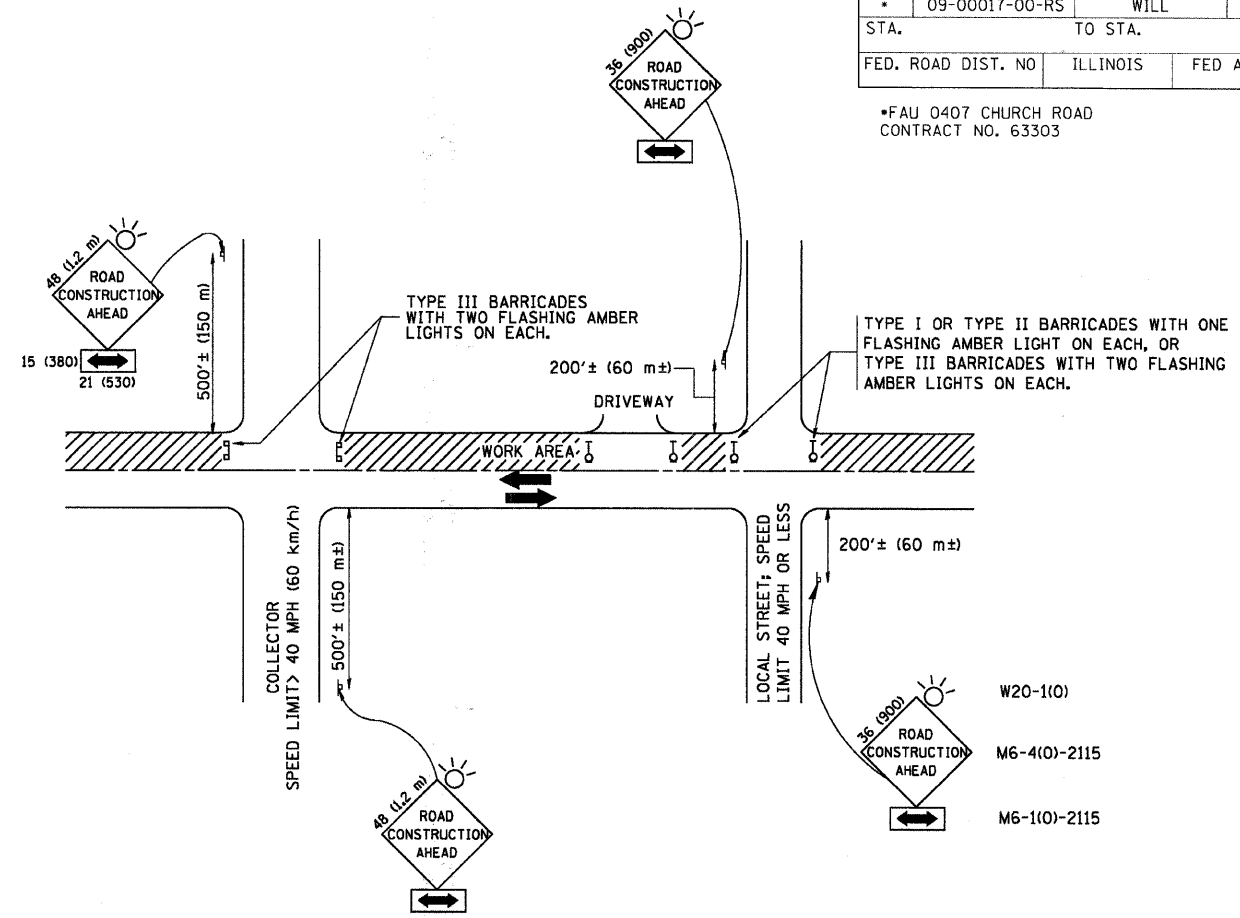 * 09-00017-00-RS WILL
STA. TO STA.
FED. ROAD DIST. NO ILLINOIS FED A
*FAU 0407 CHURCH ROAD
CONTRACT NO. 63303
36 (900)
ROAD
CONSTRUCTION
AHEAD
48 (1.2 m)
ROAD
CONSTRUCTION
AHEAD
15 (380)
21 (530)
500'± (150 m)
TYPE III BARRICADES
WITH TWO FLASHING AMBER
LIGHTS ON EACH.
200'± (60 m±)
DRIVEWAY
TYPE I OR TYPE II BARRICADES WITH ONE
FLASHING AMBER LIGHT ON EACH, OR
TYPE III BARRICADES WITH TWO FLASHING
AMBER LIGHTS ON EACH.
WORK AREA
COLLECTOR
SPEED LIMIT> 40 MPH (60 km/h)
500'± (150 m±)
LOCAL STREET; SPEED
LIMIT 40 MPH OR LESS
200'± (60 m±)
48 (1.2 m)
ROAD
CONSTRUCTION
AHEAD
36 (900)
ROAD
CONSTRUCTION
AHEAD
W20-1(0)
M6-4(0)-2115
M6-1(0)-2115